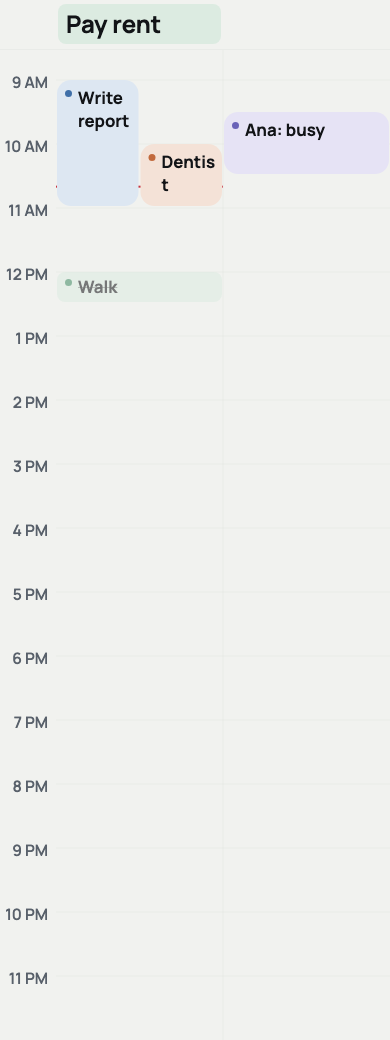 Pay rent
9 AM
Write
report
Ana: busy
10 AM
Dentis
t
11 AM
12 PM
Walk
1 PM
2 PM
3 PM
4 PM
5 PM
6 PM
7 PM
8 PM
9 PM
10 PM
11 PM